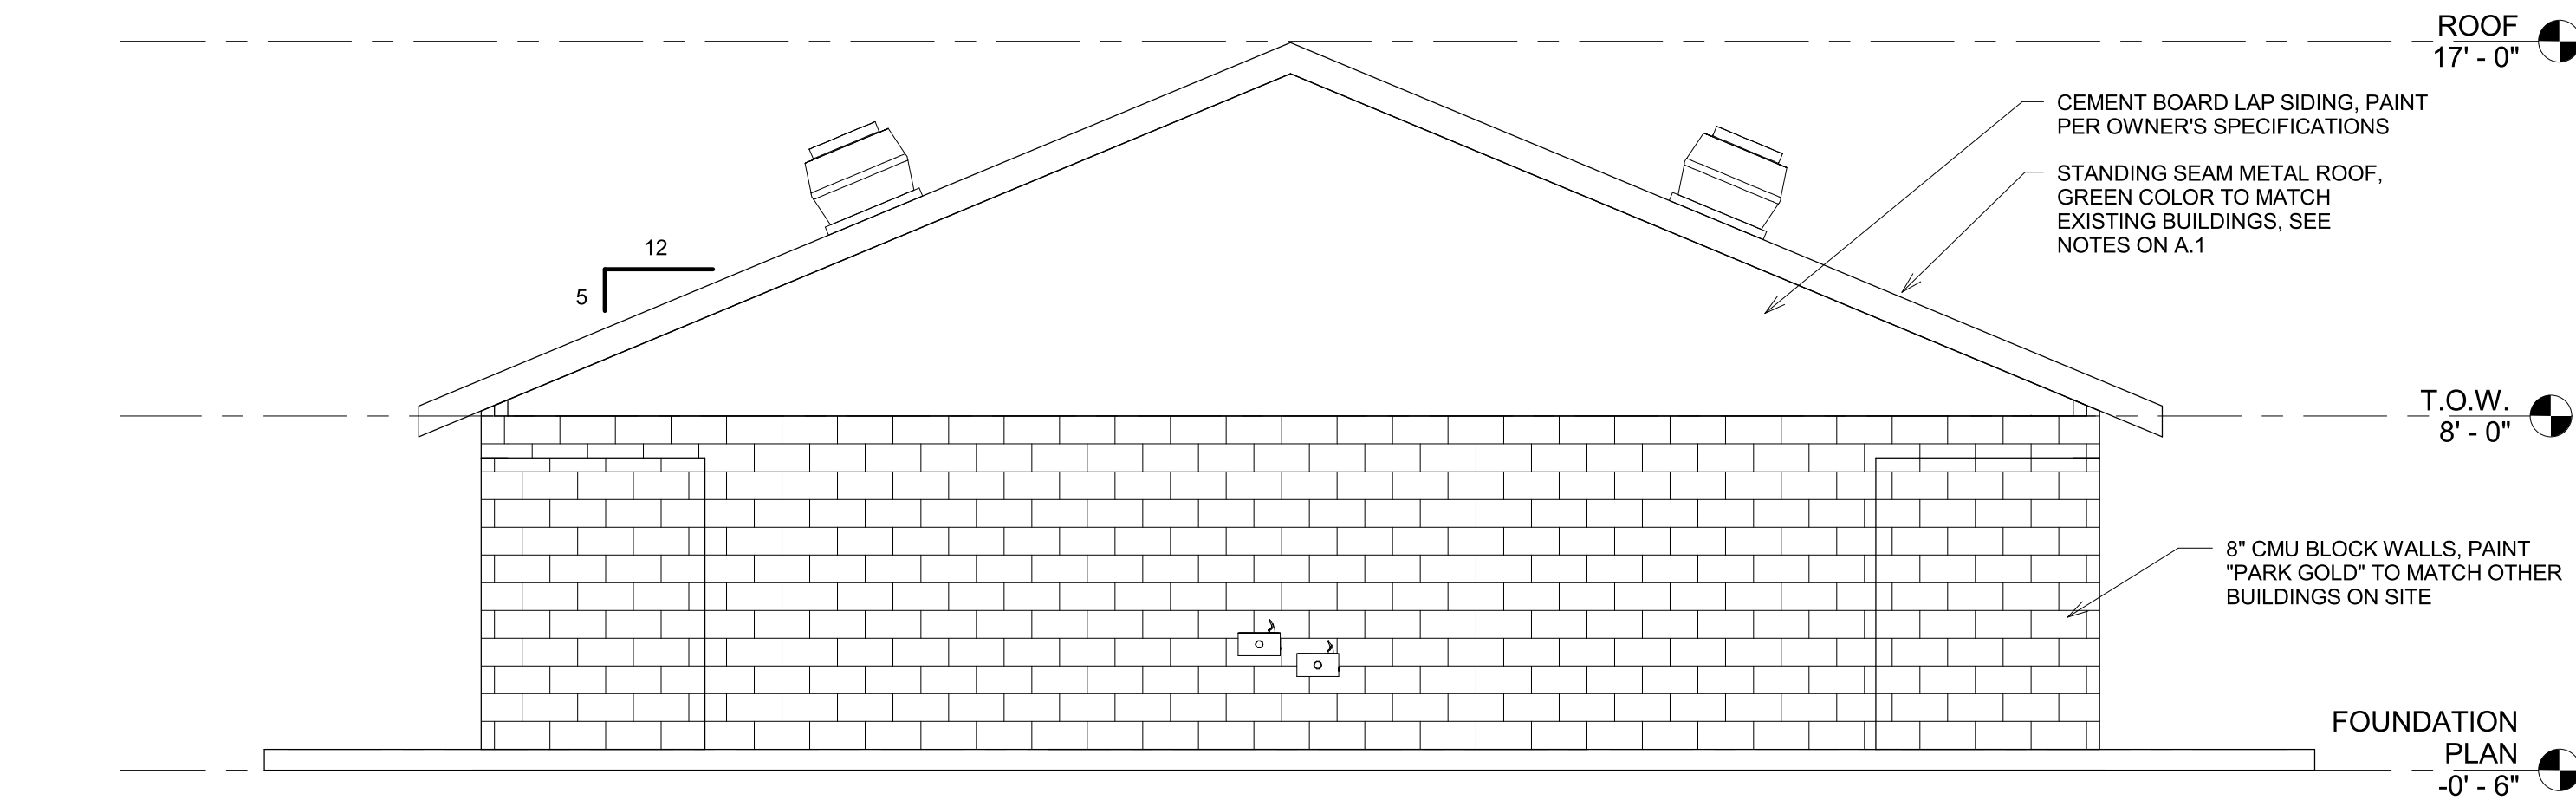 ROOF
17' - 0"
CEMENT BOARD LAP SIDING, PAINT
PER OWNER'S SPECIFICATIONS
STANDING SEAM METAL ROOF,
GREEN COLOR TO MATCH
EXISTING BUILDINGS, SEE
NOTES ON A.1
12
5
T.O.W.
8' - 0"
8" CMU BLOCK WALLS, PAINT
"PARK GOLD" TO MATCH OTHER
BUILDINGS ON SITE
FOUNDATION
PLAN
-0' - 6"